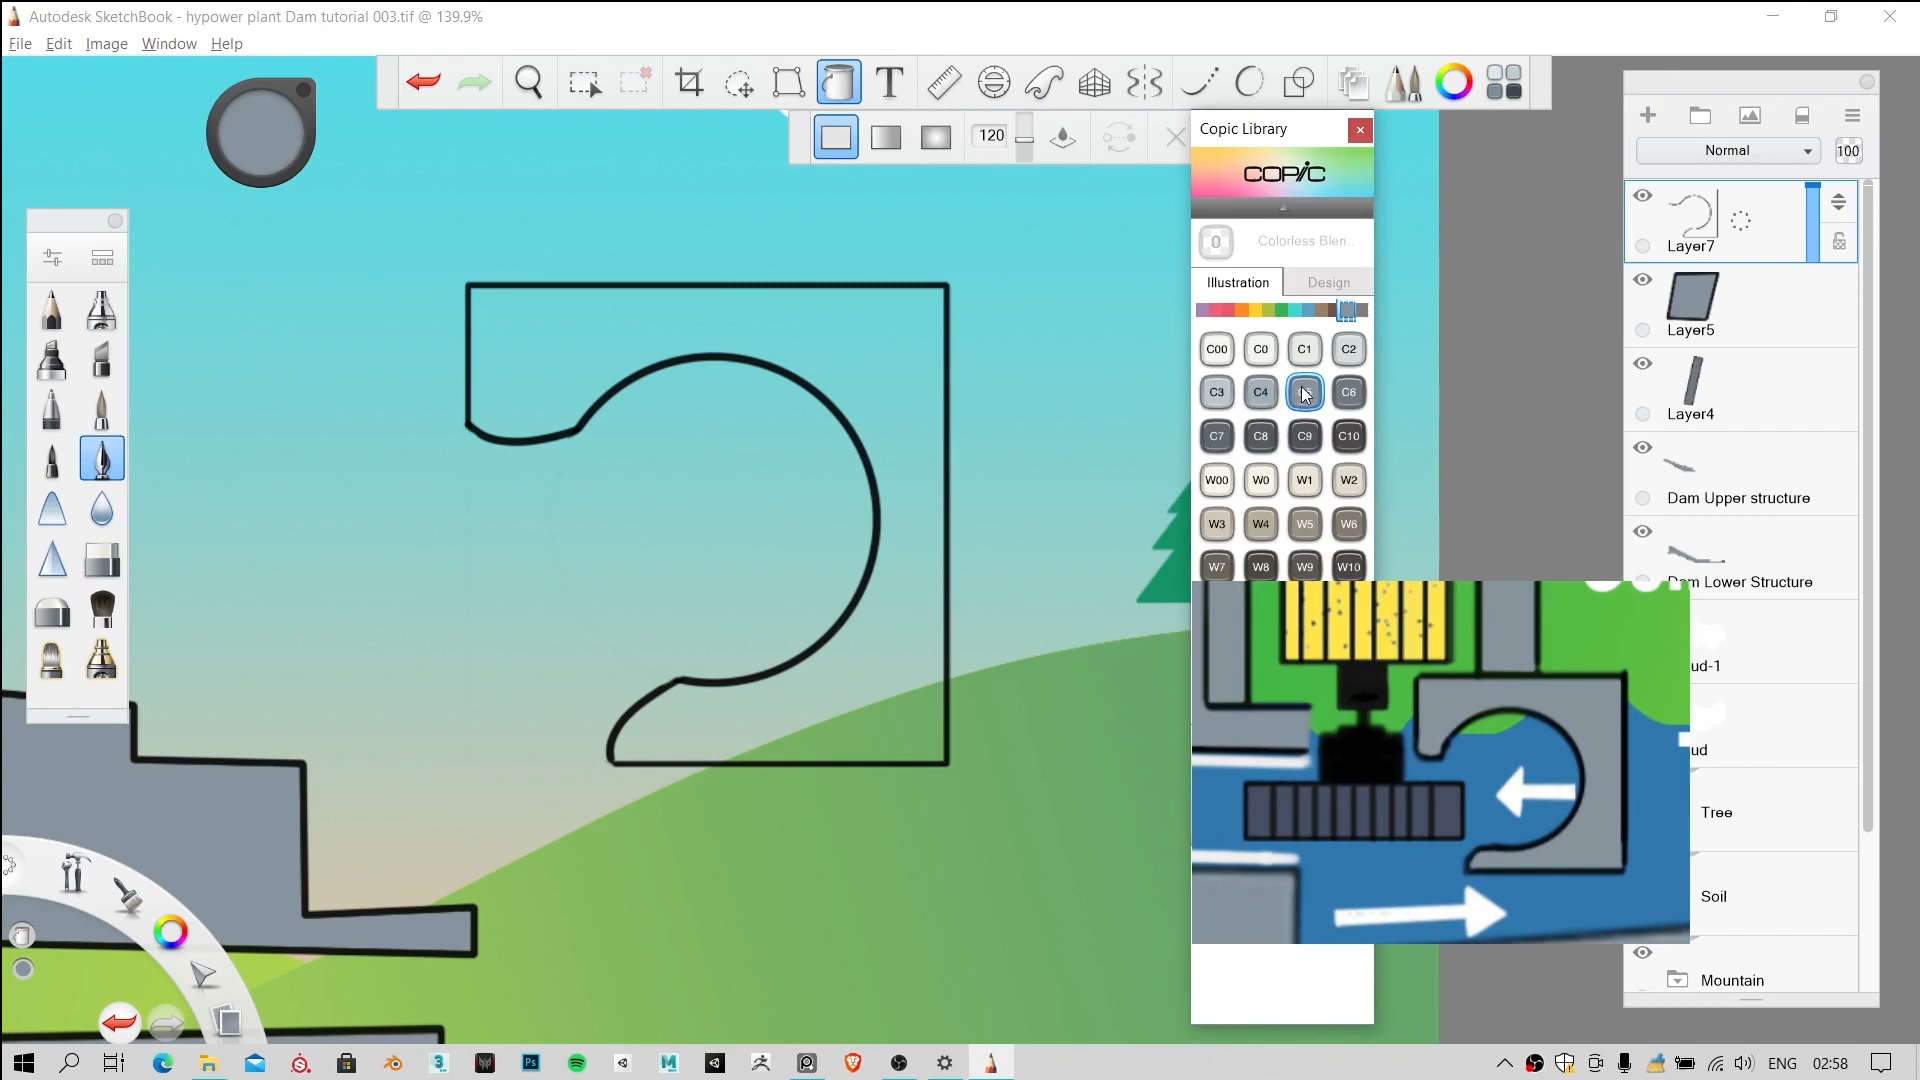 Autodesk SketchBook - hypower plant Dam tutorial 003.tif @ 139.9%
File Edit Image Window Help
T
120
Copic Library
COPIC
0 Colorless Blen..
Illustration Design
C00 C0 C1 C2
C3 C4 C6
C7 C8 C9 C10
W00 W0 W1 W2
W3 W4 W5 W6
W7 W8 W9 W10
Normal 100
Layer7
Layer5
Layer4
Dam Upper structure
Dam Lower Structure
ud-1
ud
Tree
Soil
Mountain
3
Ps
M
ENG 02:58